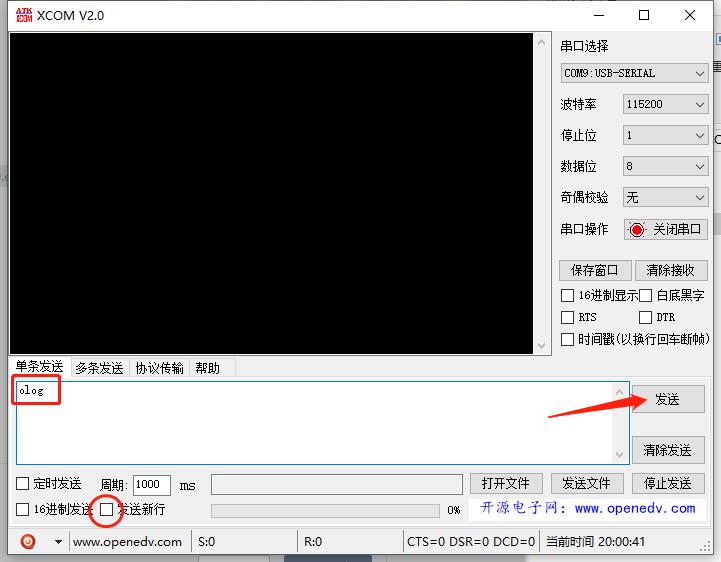 ATK XCOM XCOM V2.0
串口选择
COM9:USB-SERIAL
波特率 115200
停止位 1
数据位 8
奇偶校验 无
串口操作 关闭串口
保存窗口 清除接收
16进制显示 白底黑字
RTS DTR
时间戳(以换行回车断帧)
单条发送 多条发送 协议传输 帮助
olog
发送
清除发送
定时发送 周期: 1000 ms 打开文件 发送文件 停止发送
16进制发送 发送新行 0% 开源电子网：www.openedv.com
www.openedv.com S:0 R:0 CTS=0 DSR=0 DCD=0 当前时间 20:00:41